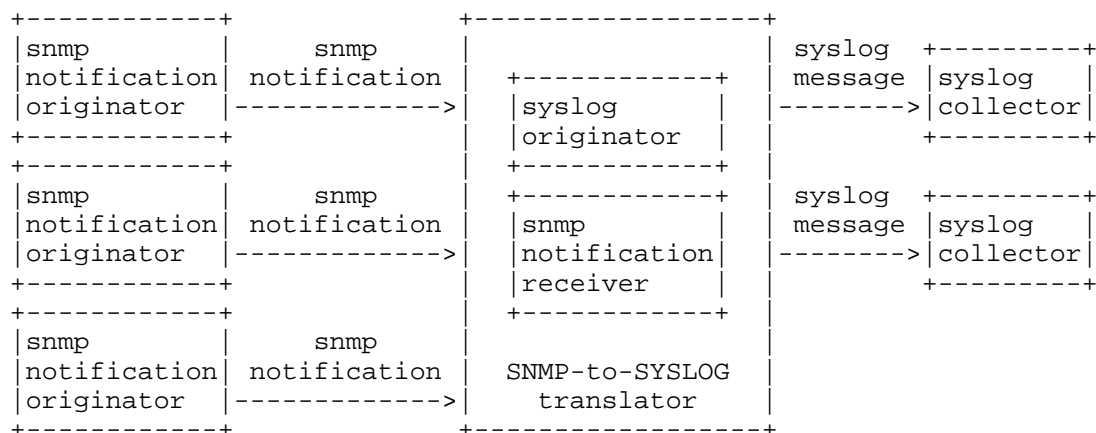 snmp snmp syslog
notification notification message syslog
originator syslog collector
originator
snmp snmp snmp syslog
notification notification notification message syslog
originator receiver collector
snmp snmp
notification notification SNMP-to-SYSLOG
originator translator